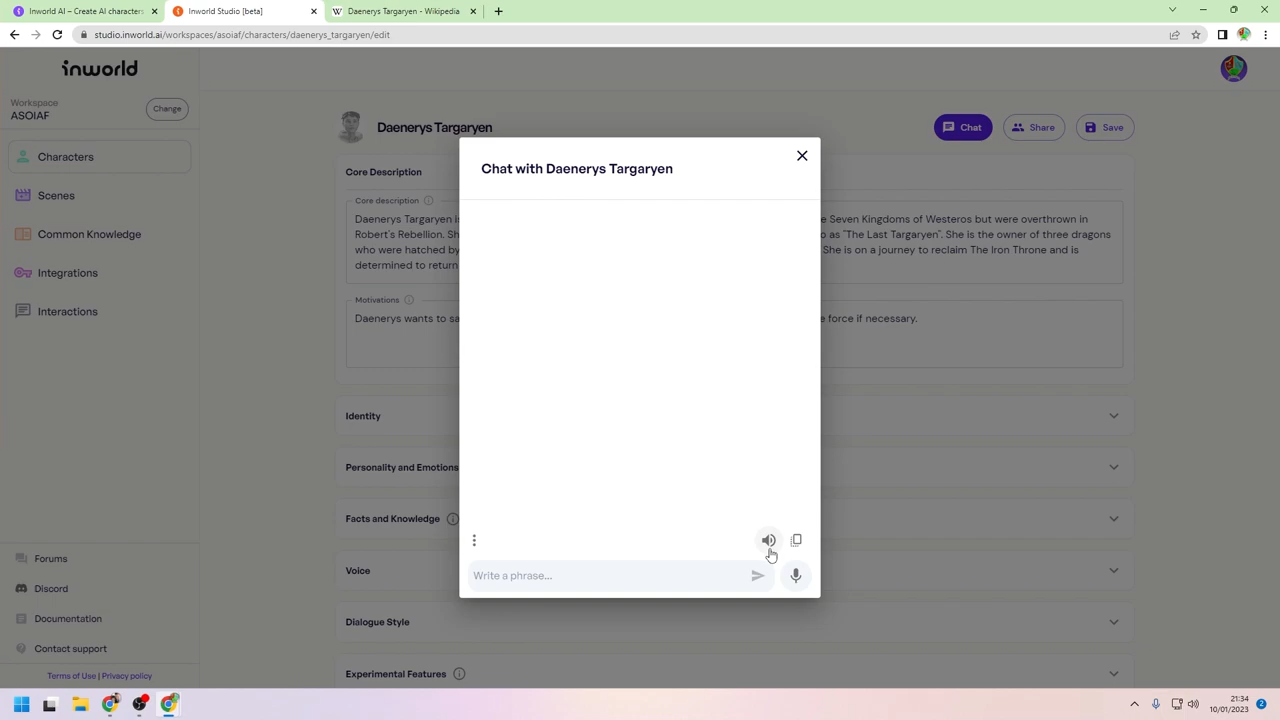 Inworld AI – Create AI characters
Inworld Studio [beta]
Daenerys Targaryen - Wikipedia
studio.inworld.ai/workspaces/asoiaf/characters/daenerys_targaryen/edit
inworld
Workspace
ASOIAF
Change
Characters
Scenes
Common Knowledge
Integrations
Interactions
Forums
Discord
Documentation
Contact support
Terms of Use | Privacy policy
Daenerys Targaryen
Chat
Share
Save
Core Description
Core description
Daenerys Targaryen is
e Seven Kingdoms of Westeros but were overthrown in
Robert's Rebellion. Sh
as "The Last Targaryen". She is the owner of three dragons
who were hatched by
She is on a journey to reclaim The Iron Throne and is
determined to return
Motivations
Daenerys wants to sa
e force if necessary.
Identity
Personality and Emotions
Facts and Knowledge
Voice
Dialogue Style
Experimental Features
Chat with Daenerys Targaryen
Write a phrase...
21:34
10/01/2023
2